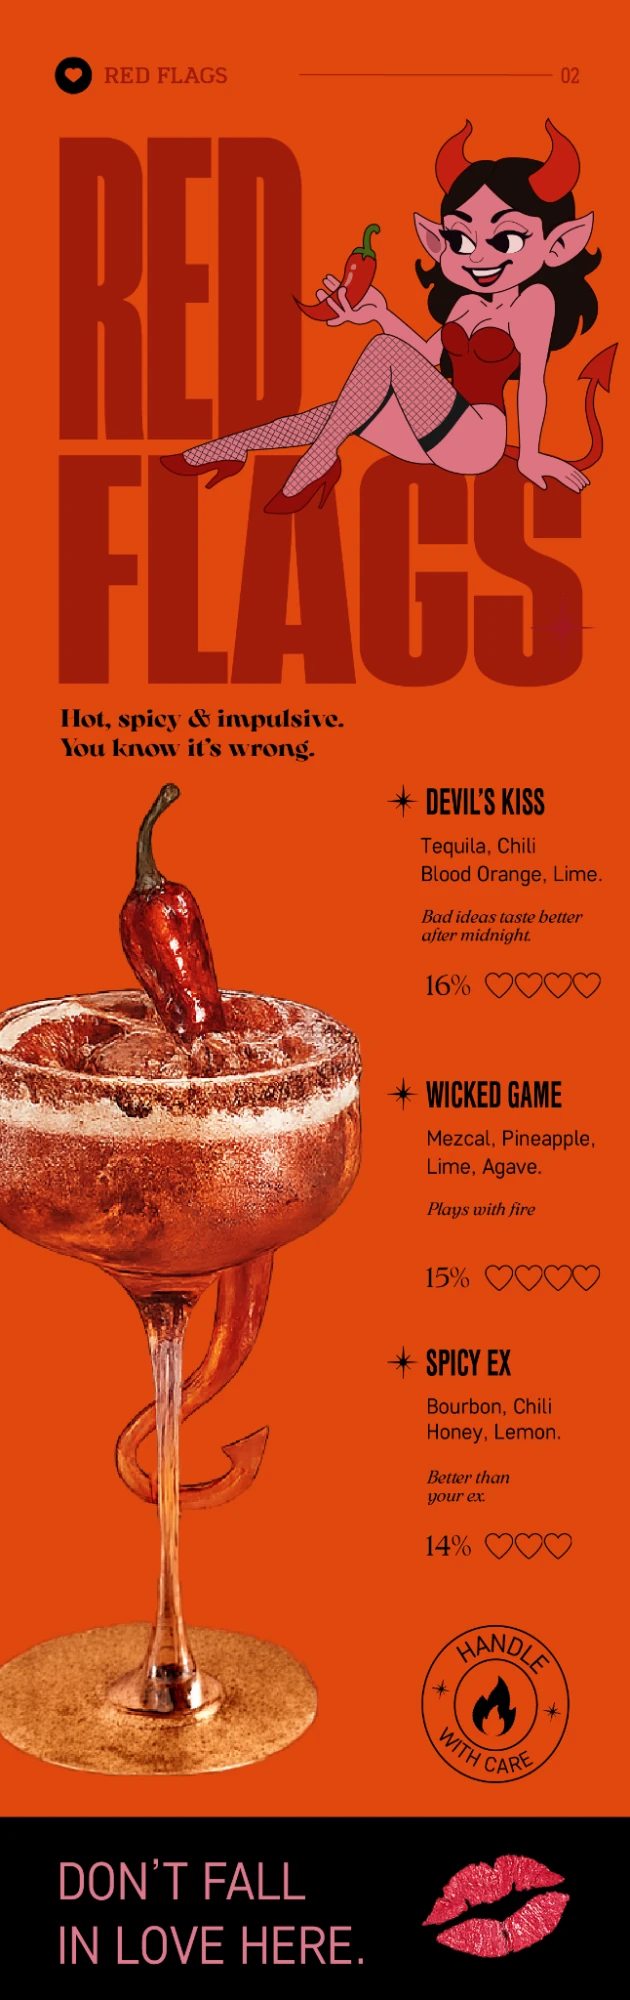 RED FLAGS
02
RED
FLAGS
Hot, spicy & impulsive.
You know it's wrong.
DEVIL'S KISS
Tequila, Chili
Blood Orange, Lime.
Bad ideas taste better
after midnight.
16%
WICKED GAME
Mezcal, Pineapple,
Lime, Agave.
Plays with fire
15%
SPICY EX
Bourbon, Chili
Honey, Lemon.
Better than
your ex.
14%
HANDLE
WITH CARE
DON'T FALL
IN LOVE HERE.